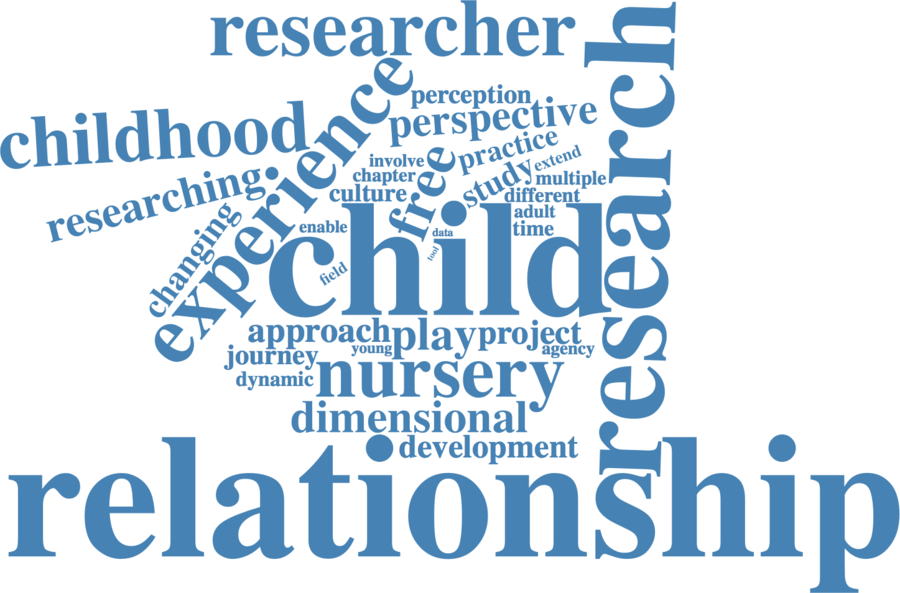 researcher
research
experience
perception
childhood
perspective
practice
extend
involve
free
study
chapter
multiple
researching
culture
different
changing
adult
enable
child
data
time
tool
field
approach
play
project
young
agency
journey
nursery
dynamic
dimensional
development
relationship